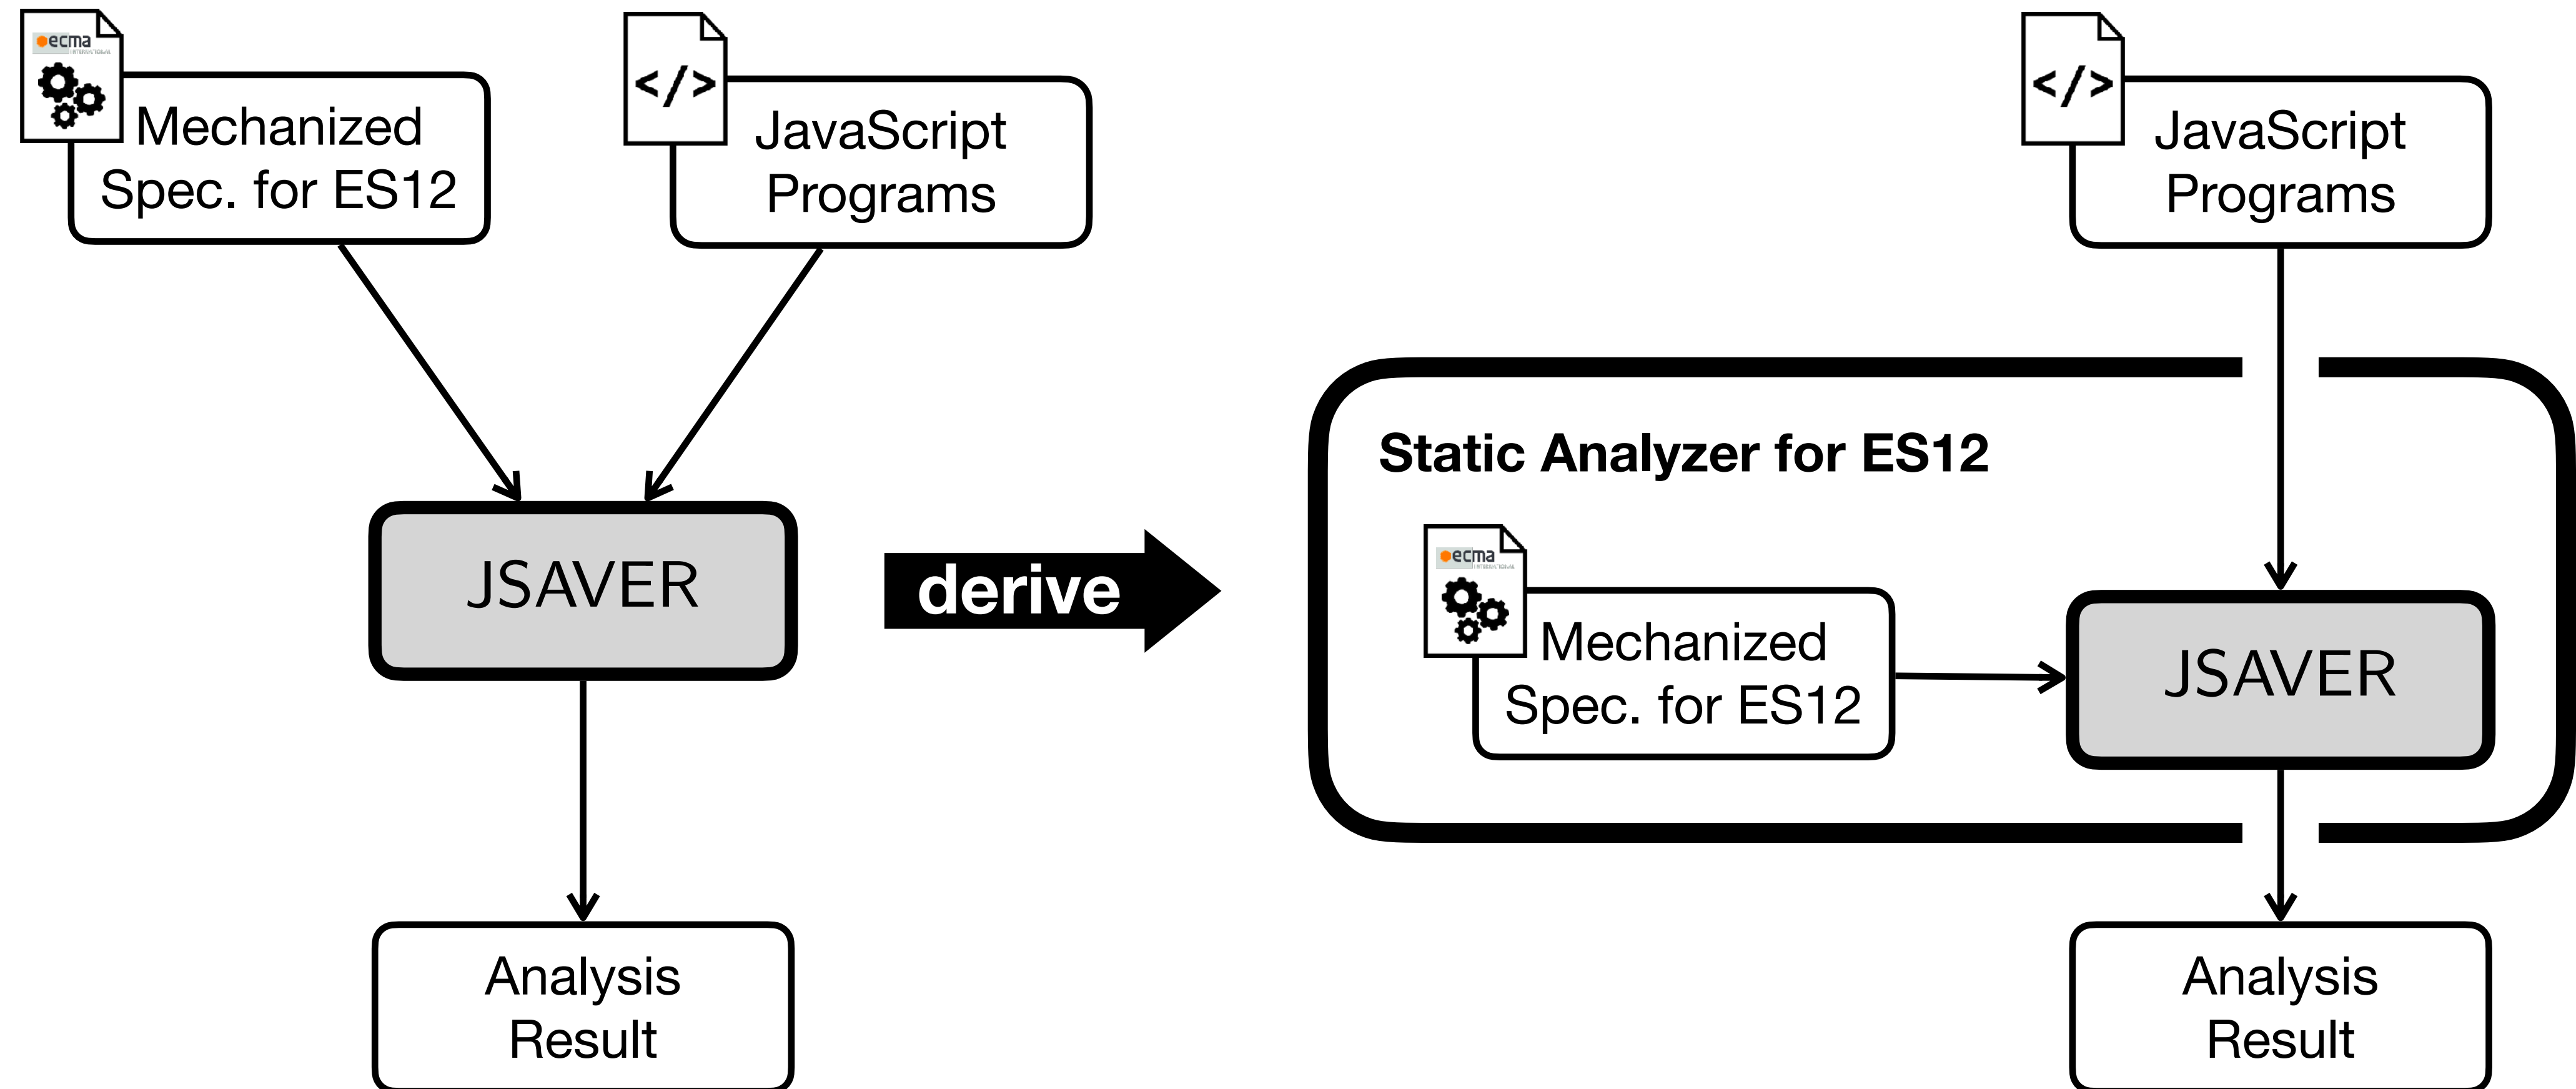 ecma
Mechanized
Spec. for ES12
</>
JavaScript
Programs
JSAVER
Analysis
Result
derive
</>
JavaScript
Programs
Static Analyzer for ES12
ecma
Mechanized
Spec. for ES12
JSAVER
Analysis
Result